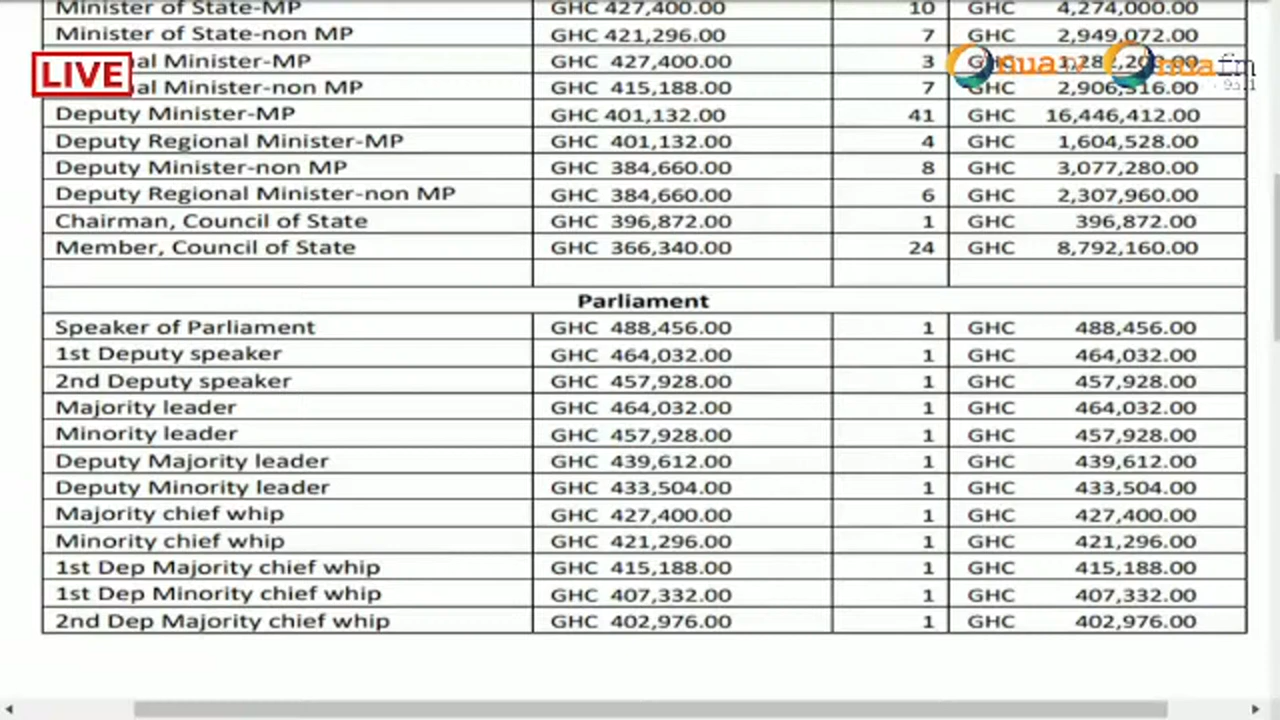 Minister of State-MP GHC 427,400.00 10 GHC 4,274,000.00
Minister of State-non MP GHC 421,296.00 7 GHC 2,949,072.00
LIVE
al Minister-MP GHC 427,400.00 3 GHC
al Minister-non MP GHC 415,188.00 7 GHC 2,906,316.00
Deputy Minister-MP GHC 401,132.00 41 GHC 16,446,412.00
Deputy Regional Minister-MP GHC 401,132.00 4 GHC 1,604,528.00
Deputy Minister-non MP GHC 384,660.00 8 GHC 3,077,280.00
Deputy Regional Minister-non MP GHC 384,660.00 6 GHC 2,307,960.00
Chairman, Council of State GHC 396,872.00 1 GHC 396,872.00
Member, Council of State GHC 366,340.00 24 GHC 8,792,160.00
Parliament
Speaker of Parliament GHC 488,456.00 1 GHC 488,456.00
1st Deputy speaker GHC 464,032.00 1 GHC 464,032.00
2nd Deputy speaker GHC 457,928.00 1 GHC 457,928.00
Majority leader GHC 464,032.00 1 GHC 464,032.00
Minority leader GHC 457,928.00 1 GHC 457,928.00
Deputy Majority leader GHC 439,612.00 1 GHC 439,612.00
Deputy Minority leader GHC 433,504.00 1 GHC 433,504.00
Majority chief whip GHC 427,400.00 1 GHC 427,400.00
Minority chief whip GHC 421,296.00 1 GHC 421,296.00
1st Dep Majority chief whip GHC 415,188.00 1 GHC 415,188.00
1st Dep Minority chief whip GHC 407,332.00 1 GHC 407,332.00
2nd Dep Majority chief whip GHC 402,976.00 1 GHC 402,976.00